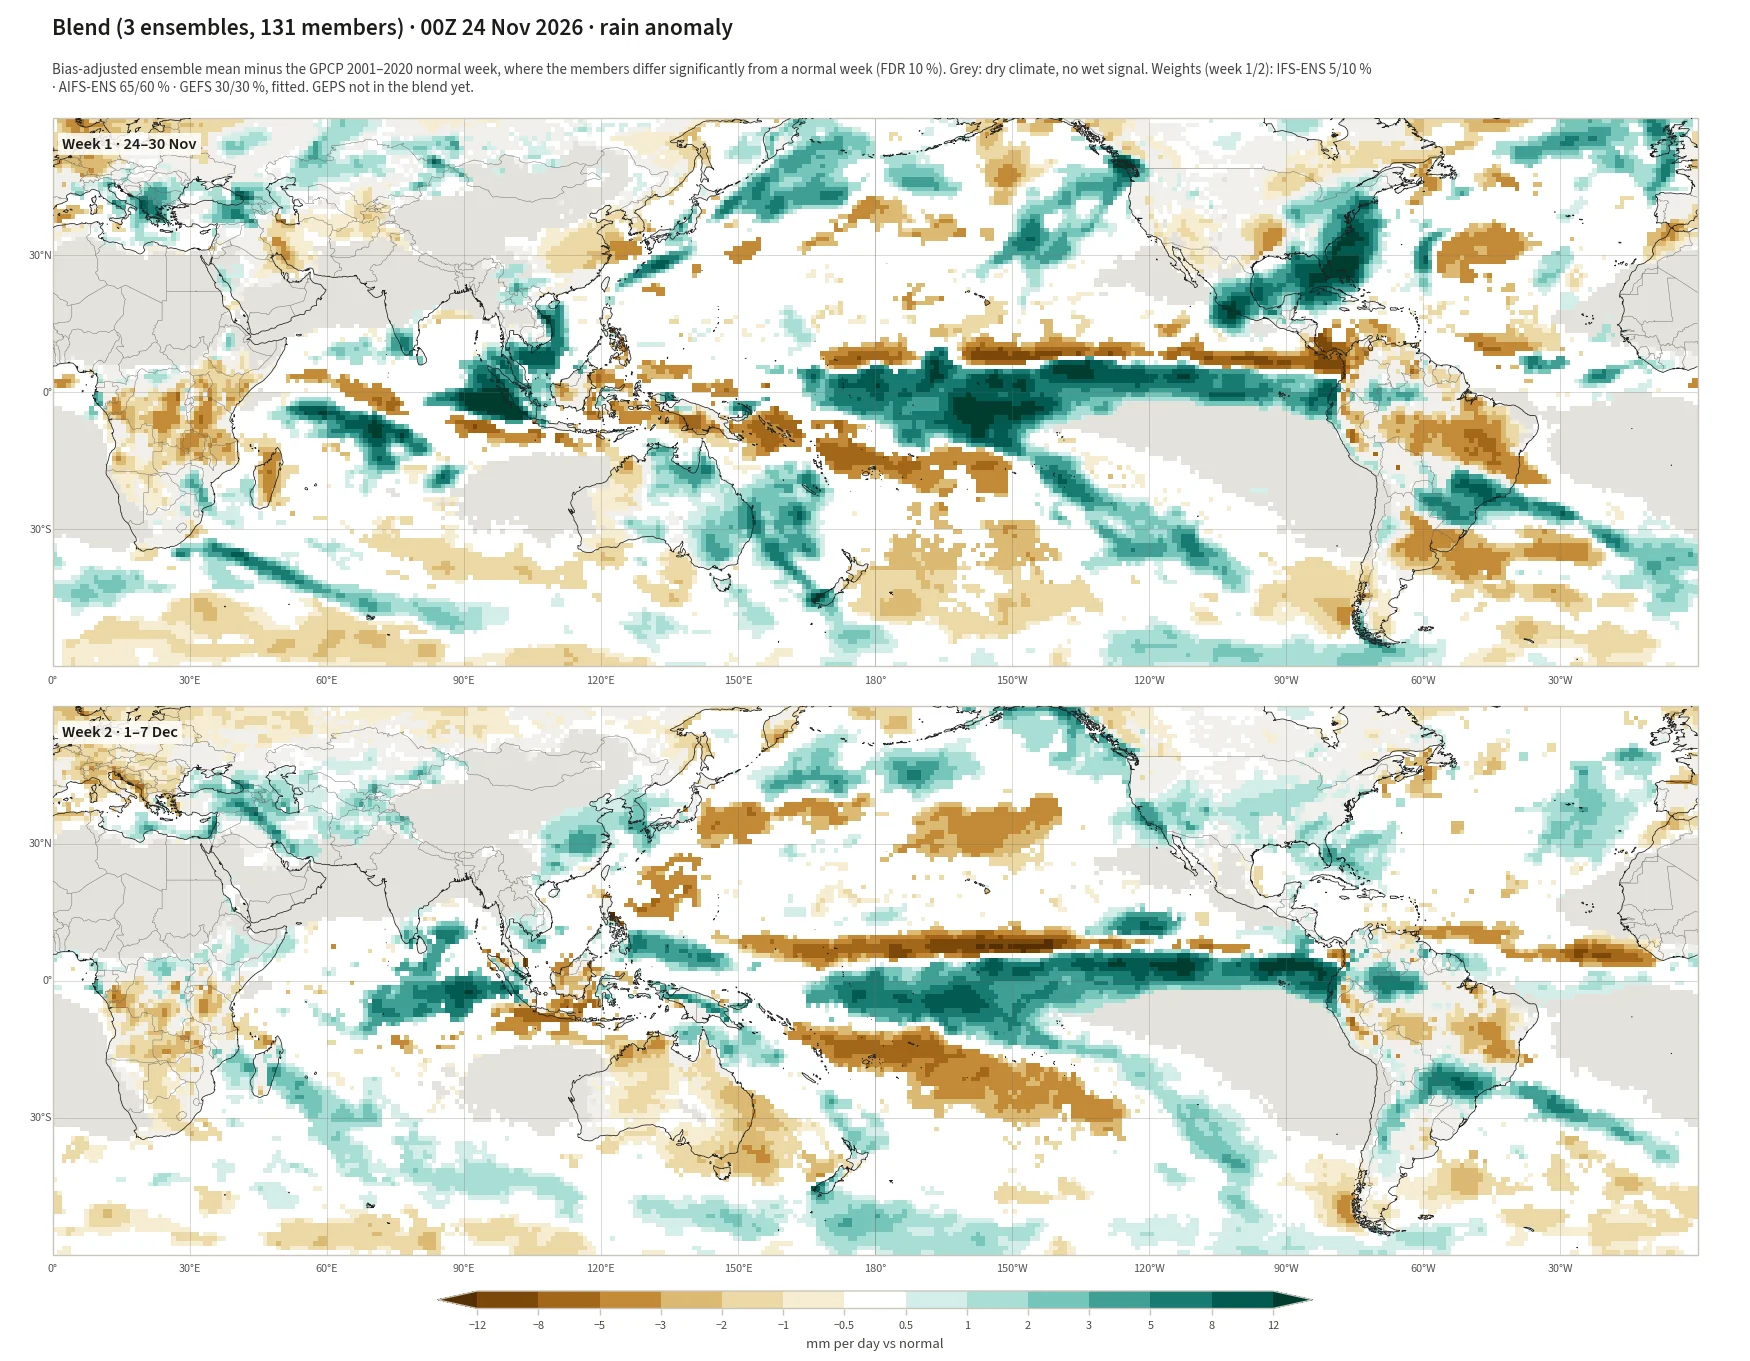 Blend (3 ensembles, 131 members) · 00Z 24 Nov 2026 · rain anomaly
Bias-adjusted ensemble mean minus the GPCP 2001–2020 normal week, where the members differ significantly from a normal week (FDR 10 %). Grey: dry climate, no wet signal. Weights (week 1/2): IFS-ENS 5/10 %
· AIFS-ENS 65/60 % · GEFS 30/30 %, fitted. GEPS not in the blend yet.
Week 1 · 24–30 Nov
30°N
0°
30°S
0° 30°E 60°E 90°E 120°E 150°E 180° 150°W 120°W 90°W 60°W 30°W
Week 2 · 1–7 Dec
30°N
0°
30°S
0° 30°E 60°E 90°E 120°E 150°E 180° 150°W 120°W 90°W 60°W 30°W
−12 −8 −5 −3 −2 −1 −0.5 0.5 1 2 3 5 8 12
mm per day vs normal